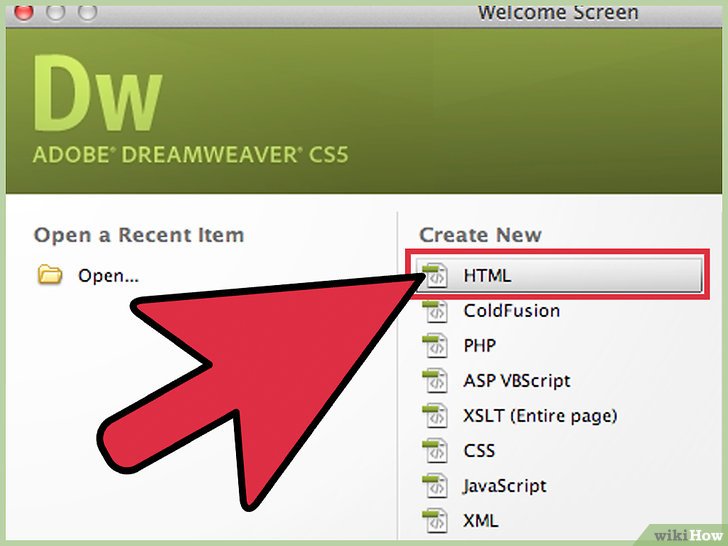 Welcome Screen
Dw
ADOBE® DREAMWEAVER® CS5
Open a Recent Item
Open...
Create New
HTML
ColdFusion
PHP
ASP VBScript
XSLT (Entire page)
CSS
JavaScript
XML
wikiHow